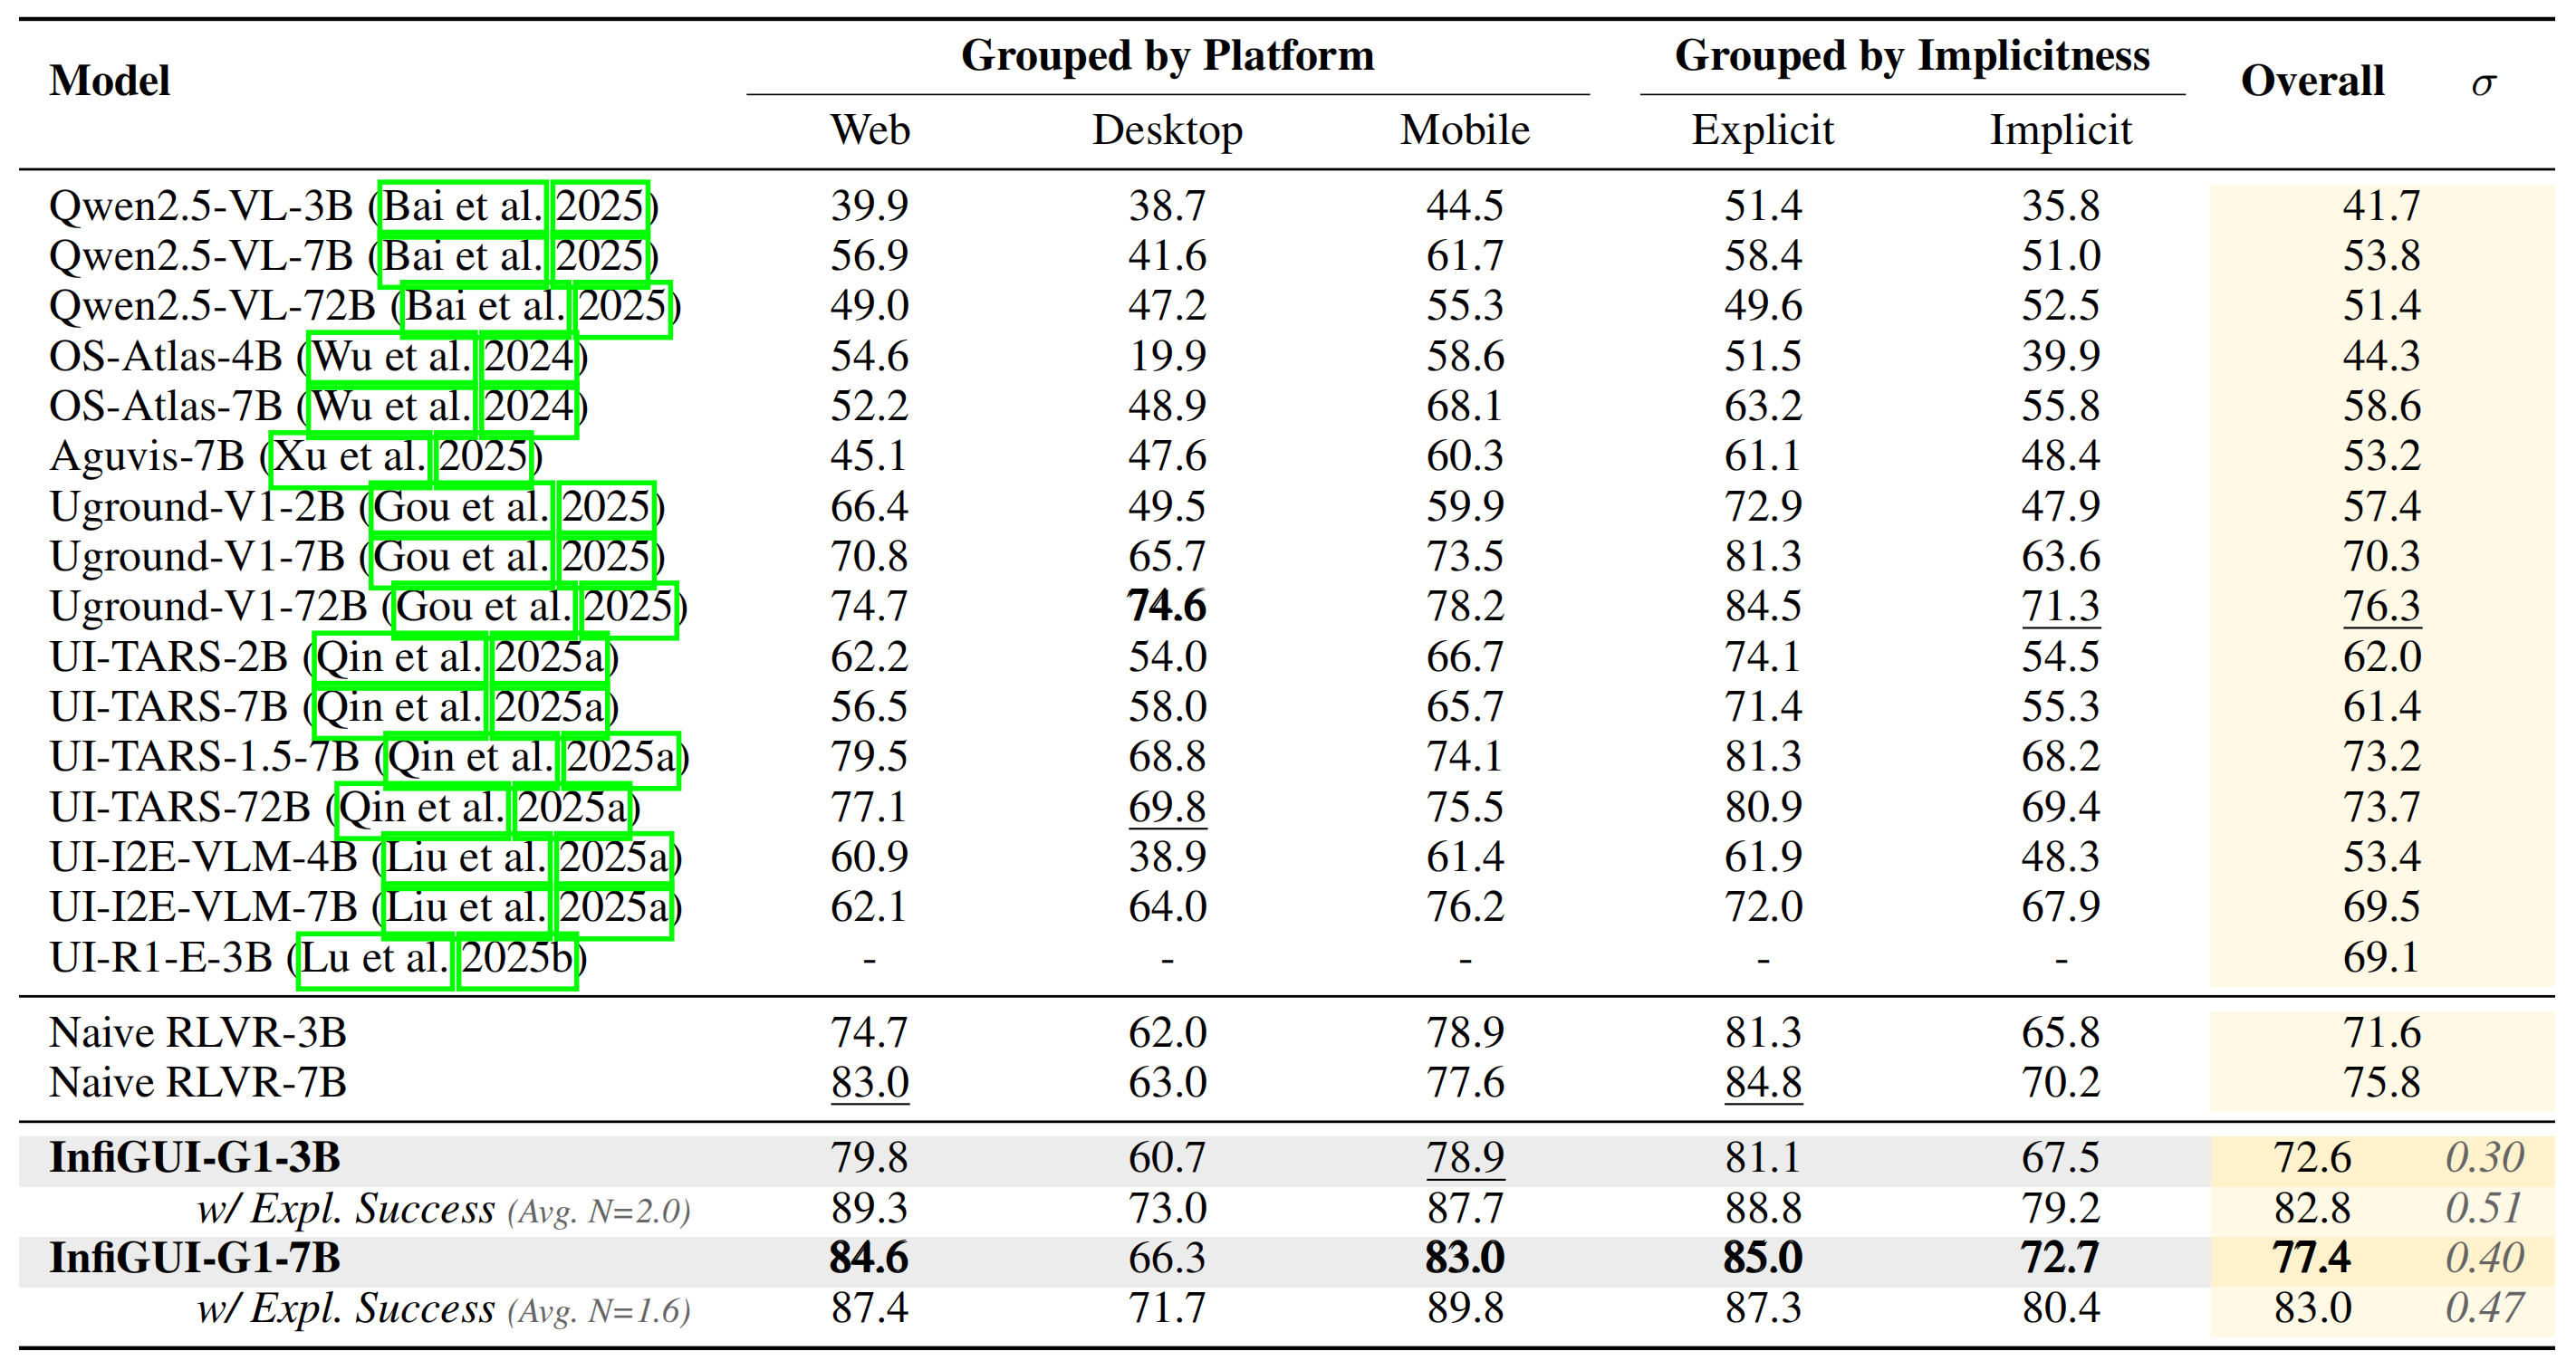 Model Grouped by Platform Grouped by Implicitness Overall σ
Web Desktop Mobile Explicit Implicit
Qwen2.5-VL-3B (Bai et al. 2025) 39.9 38.7 44.5 51.4 35.8 41.7
Qwen2.5-VL-7B (Bai et al. 2025) 56.9 41.6 61.7 58.4 51.0 53.8
Qwen2.5-VL-72B (Bai et al. 2025) 49.0 47.2 55.3 49.6 52.5 51.4
OS-Atlas-4B (Wu et al. 2024) 54.6 19.9 58.6 51.5 39.9 44.3
OS-Atlas-7B (Wu et al. 2024) 52.2 48.9 68.1 63.2 55.8 58.6
Aguvis-7B (Xu et al. 2025) 45.1 47.6 60.3 61.1 48.4 53.2
Uground-V1-2B (Gou et al. 2025) 66.4 49.5 59.9 72.9 47.9 57.4
Uground-V1-7B (Gou et al. 2025) 70.8 65.7 73.5 81.3 63.6 70.3
Uground-V1-72B (Gou et al. 2025) 74.7 74.6 78.2 84.5 71.3 76.3
UI-TARS-2B (Qin et al. 2025a) 62.2 54.0 66.7 74.1 54.5 62.0
UI-TARS-7B (Qin et al. 2025a) 56.5 58.0 65.7 71.4 55.3 61.4
UI-TARS-1.5-7B (Qin et al. 2025a) 79.5 68.8 74.1 81.3 68.2 73.2
UI-TARS-72B (Qin et al. 2025a) 77.1 69.8 75.5 80.9 69.4 73.7
UI-I2E-VLM-4B (Liu et al. 2025a) 60.9 38.9 61.4 61.9 48.3 53.4
UI-I2E-VLM-7B (Liu et al. 2025a) 62.1 64.0 76.2 72.0 67.9 69.5
UI-R1-E-3B (Lu et al. 2025b) - - - - - 69.1
Naive RLVR-3B 74.7 62.0 78.9 81.3 65.8 71.6
Naive RLVR-7B 83.0 63.0 77.6 84.8 70.2 75.8
InfiGUI-G1-3B 79.8 60.7 78.9 81.1 67.5 72.6 0.30
w/ Expl. Success (Avg. N=2.0) 89.3 73.0 87.7 88.8 79.2 82.8 0.51
InfiGUI-G1-7B 84.6 66.3 83.0 85.0 72.7 77.4 0.40
w/ Expl. Success (Avg. N=1.6) 87.4 71.7 89.8 87.3 80.4 83.0 0.47